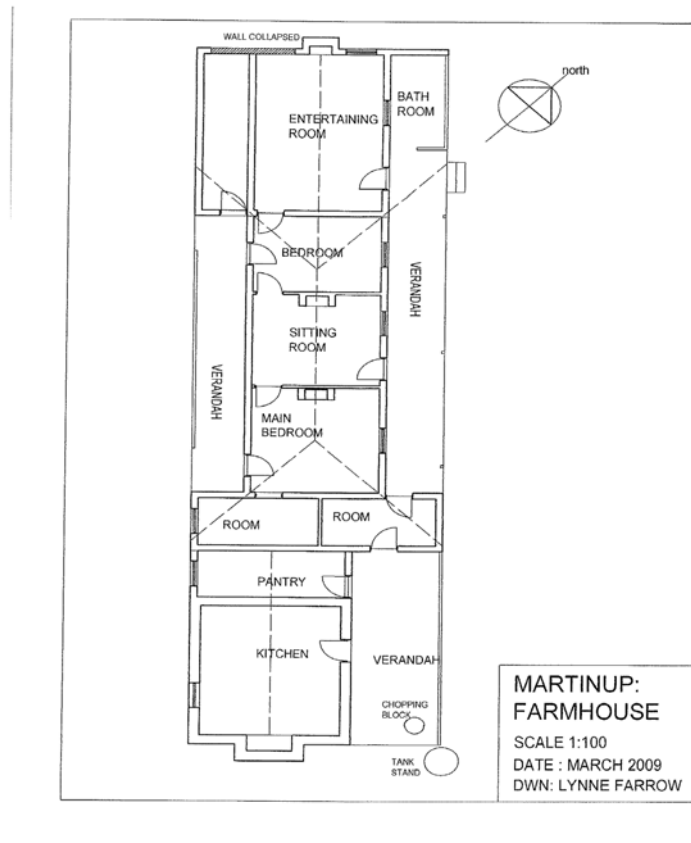 WALL COLLAPSED
north
BATH
ROOM
ENTERTAINING
ROOM
BEDROOM
VERANDAH
SITTING
ROOM
VERANDAH
MAIN
BEDROOM
ROOM
ROOM
PANTRY
KITCHEN
VERANDAH
CHOPPING
BLOCK
TANK
STAND
MARTINUP:
FARMHOUSE
SCALE 1:100
DATE : MARCH 2009
DWN: LYNNE FARROW